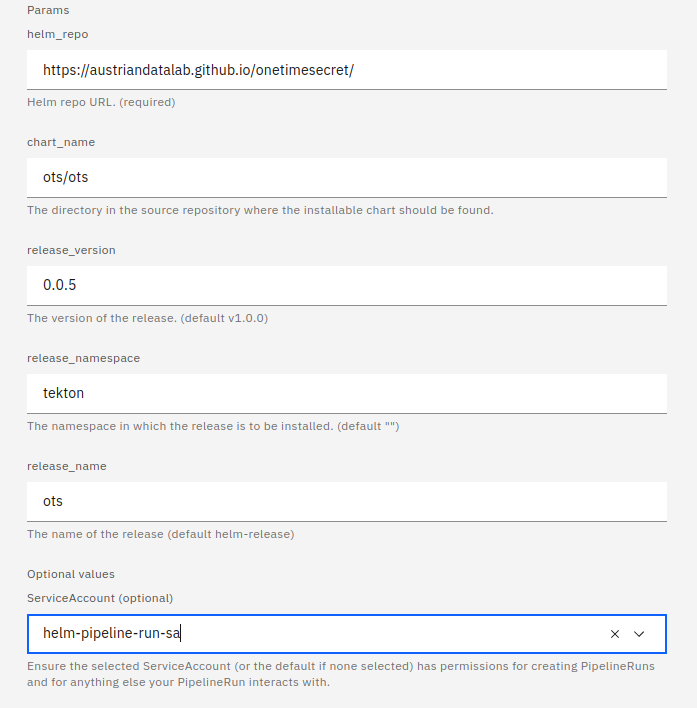 Params
helm_repo
https://austriandatalab.github.io/onetimesecret/
Helm repo URL. (required)
chart_name
ots/ots
The directory in the source repository where the installable chart should be found.
release_version
0.0.5
The version of the release. (default v1.0.0)
release_namespace
tekton
The namespace in which the release is to be installed. (default "")
release_name
ots
The name of the release (default helm-release)
Optional values
ServiceAccount (optional)
helm-pipeline-run-sa
Ensure the selected ServiceAccount (or the default if none selected) has permissions for creating PipelineRuns
and for anything else your PipelineRun interacts with.